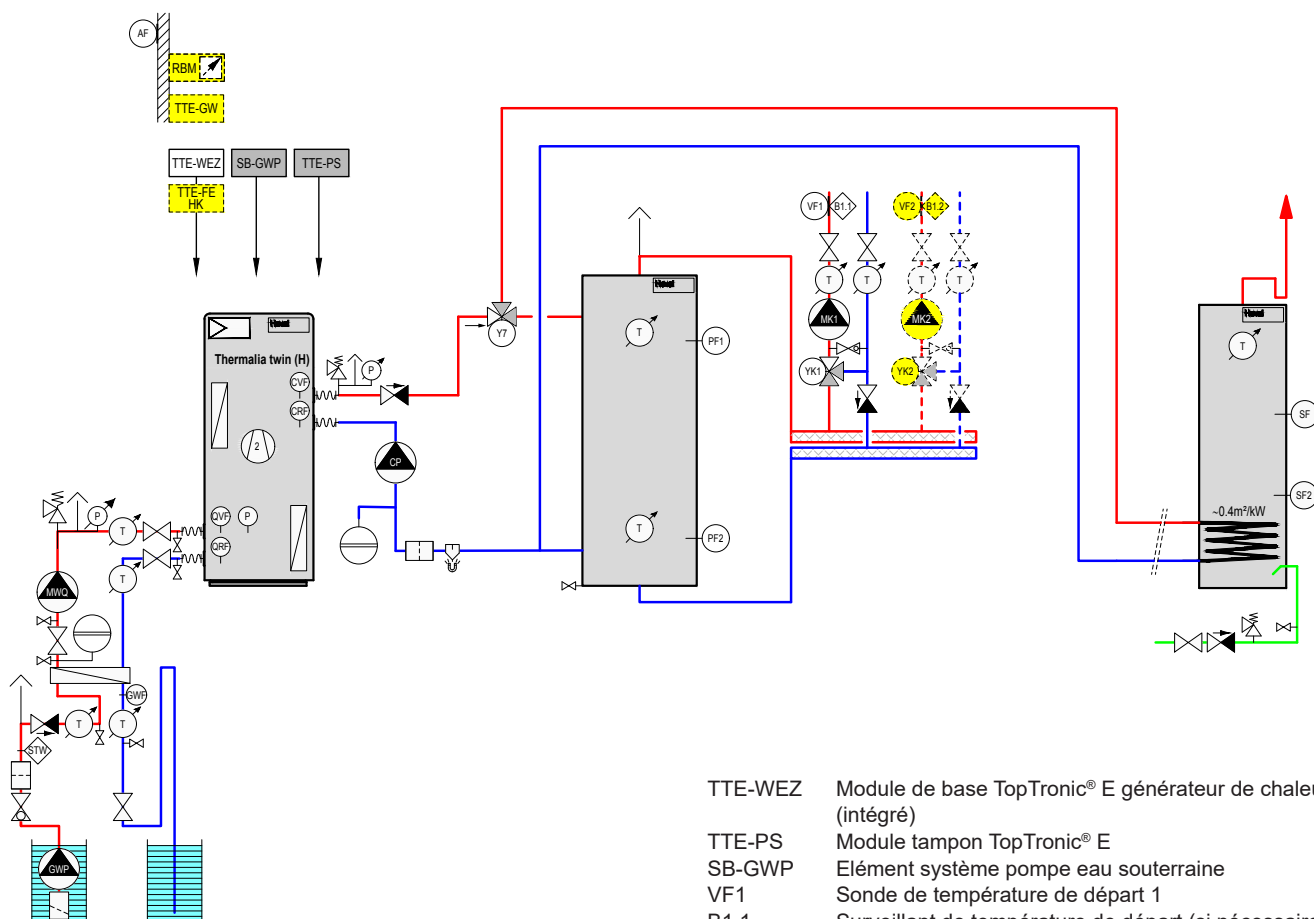 AF
RBM
TTE-GW
TTE-WEZ SB-GWP TTE-PS
TTE-FE
HK
VF1 B1.1 VF2 B1.2
T T T T
MK1 MK2
YK1 YK2
Y7
T PF1
T PF2
Thermalia twin (H)
CVF
CRF
P
2
CP
QVF P
QRF
P T
T
MWQ
GWF
T T
STW
GWP
T
SF
SF2
~0.4m²/kW
TTE-WEZ Module de base TopTronic® E générateur de chaleu
(intégré)
TTE-PS Module tampon TopTronic® E
SB-GWP Elément système pompe eau souterraine
VF1 Sonde de température de départ 1